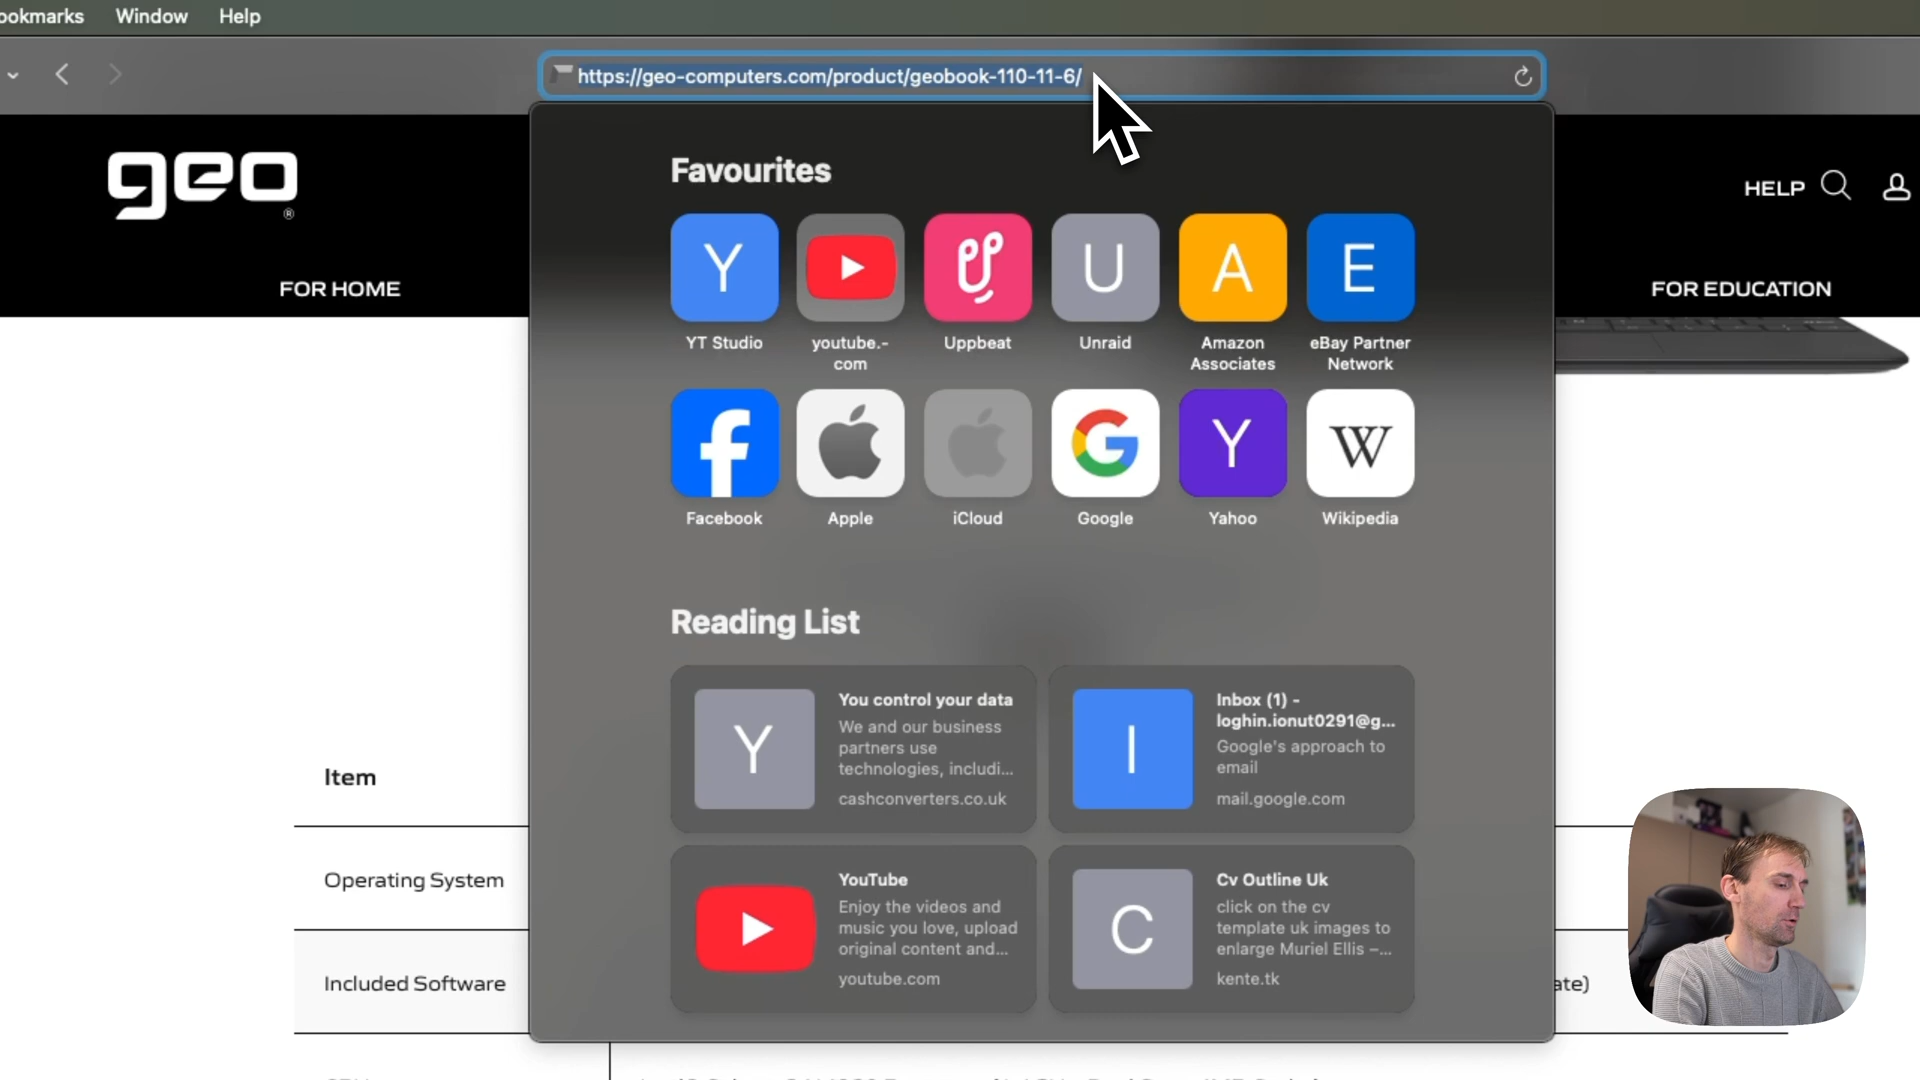 ookmarks Window Help
https://geo-computers.com/product/geobook-110-11-6/
geo®
HELP
FOR HOME
FOR EDUCATION
Favourites
Y
U
A
E
YT Studio
youtube.-
com
Uppbeat
Unraid
Amazon
Associates
eBay Partner
Network
f
G
Y
W
Facebook
Apple
iCloud
Google
Yahoo
Wikipedia
Reading List
Y
You control your data
We and our business
partners use
technologies, includi...
cashconverters.co.uk
I
Inbox (1) -
loghin.ionut0291@g...
Google's approach to
email
mail.google.com
YouTube
Enjoy the videos and
music you love, upload
original content and...
youtube.com
C
Cv Outline Uk
click on the cv
template uk images to
enlarge Muriel Ellis –...
kente.tk
Item
Operating System
Included Software
ate)